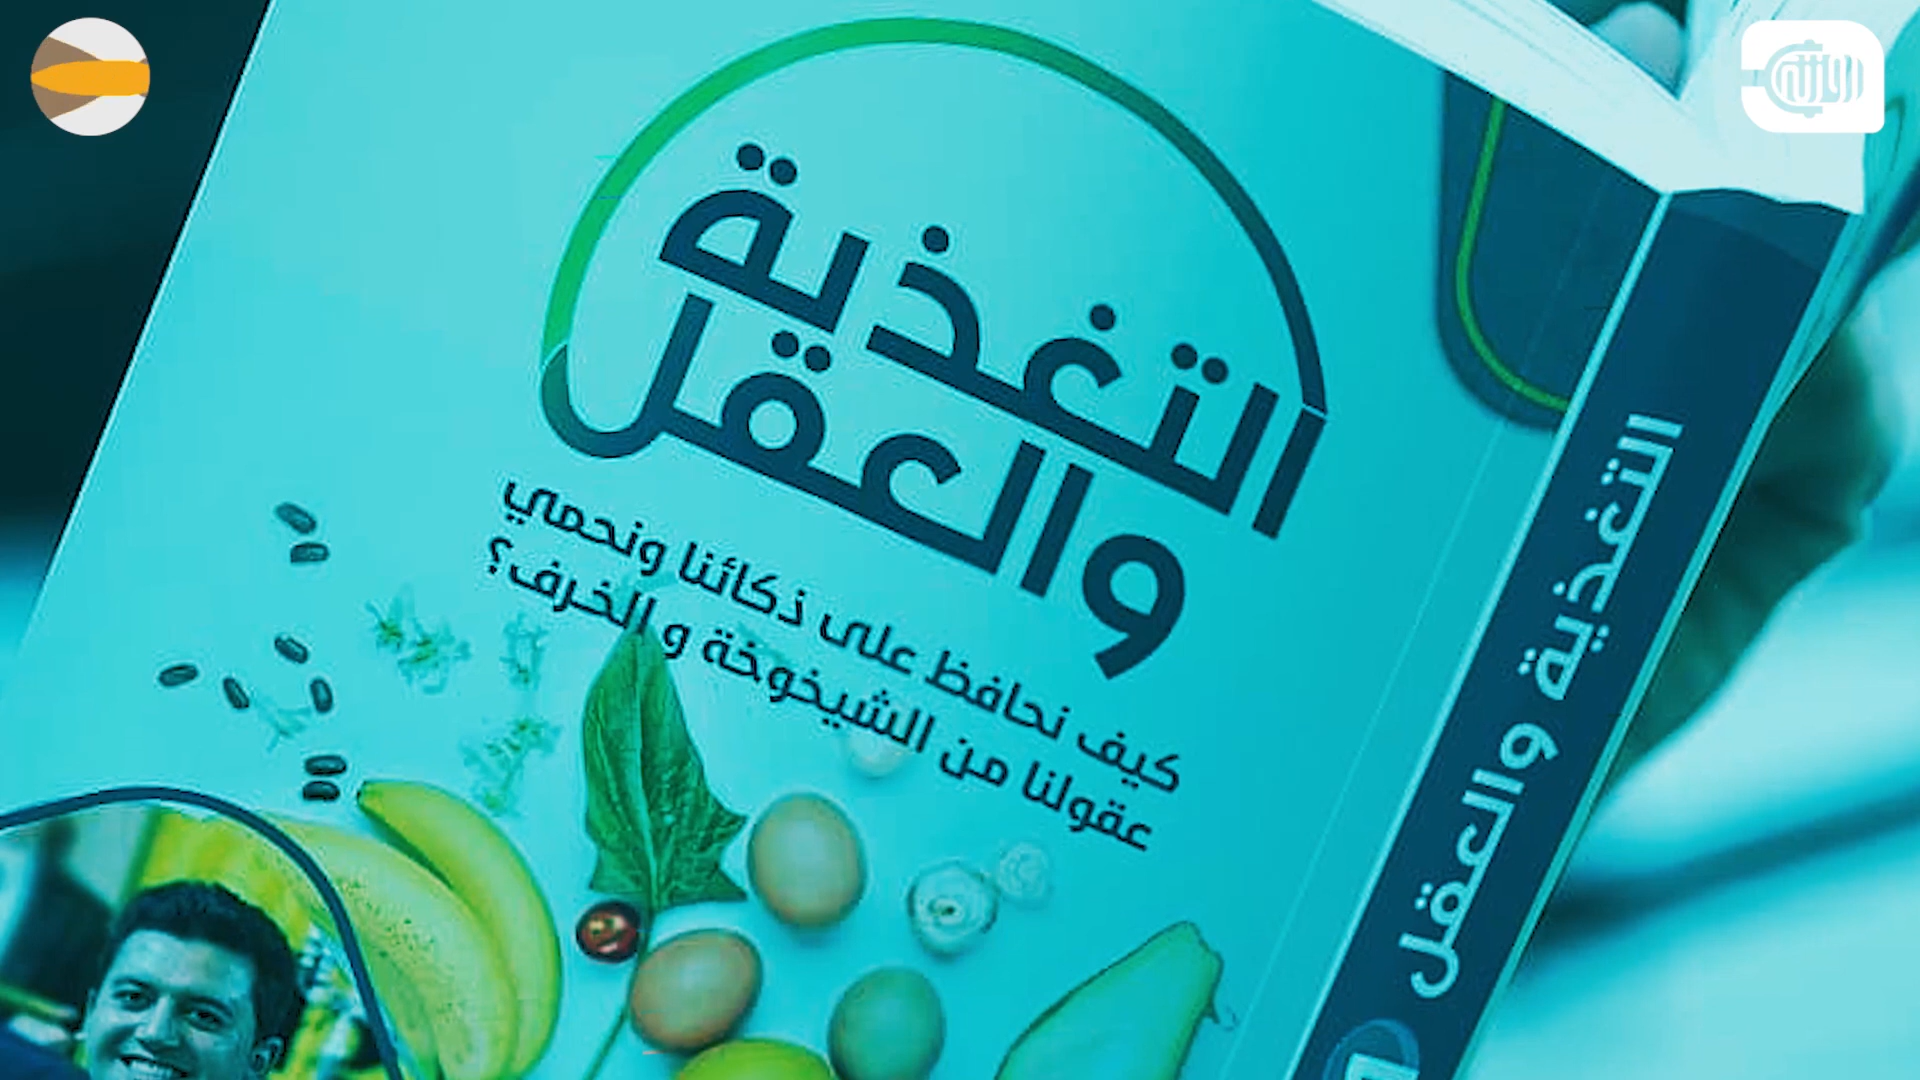 التغذية
والعقل
كيف نحافظ على ذكائنا ونحمي
عقولنا من الشيخوخة و الخرف؟
التغذية والعقل